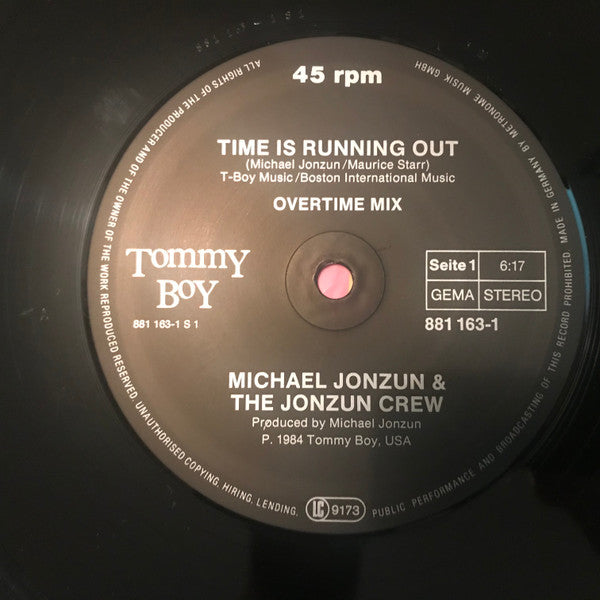 45 rpm
TIME IS RUNNING OUT
(Michael Jonzun/Maurice Starr)
T-Boy Music/Boston International Music
OVERTIME MIX
Tommy
Boy
881 163-1 S 1
Seite 1 6:17
GEMA STEREO
881 163-1
MICHAEL JONZUN &
THE JONZUN CREW
Produced by Michael Jonzun
P. 1984 Tommy Boy, USA
LC 9173
ALL RIGHTS OF THE PRODUCER AND OF THE OWNER OF THE WORK REPRODUCED RESERVED. UNAUTHORISED COPYING. HIRING. LENDING. PUBLIC PERFORMANCE AND BROADCASTING OF THIS RECORD PROHIBITED. MADE IN GERMANY BY METRONOME MUSIK GMBH